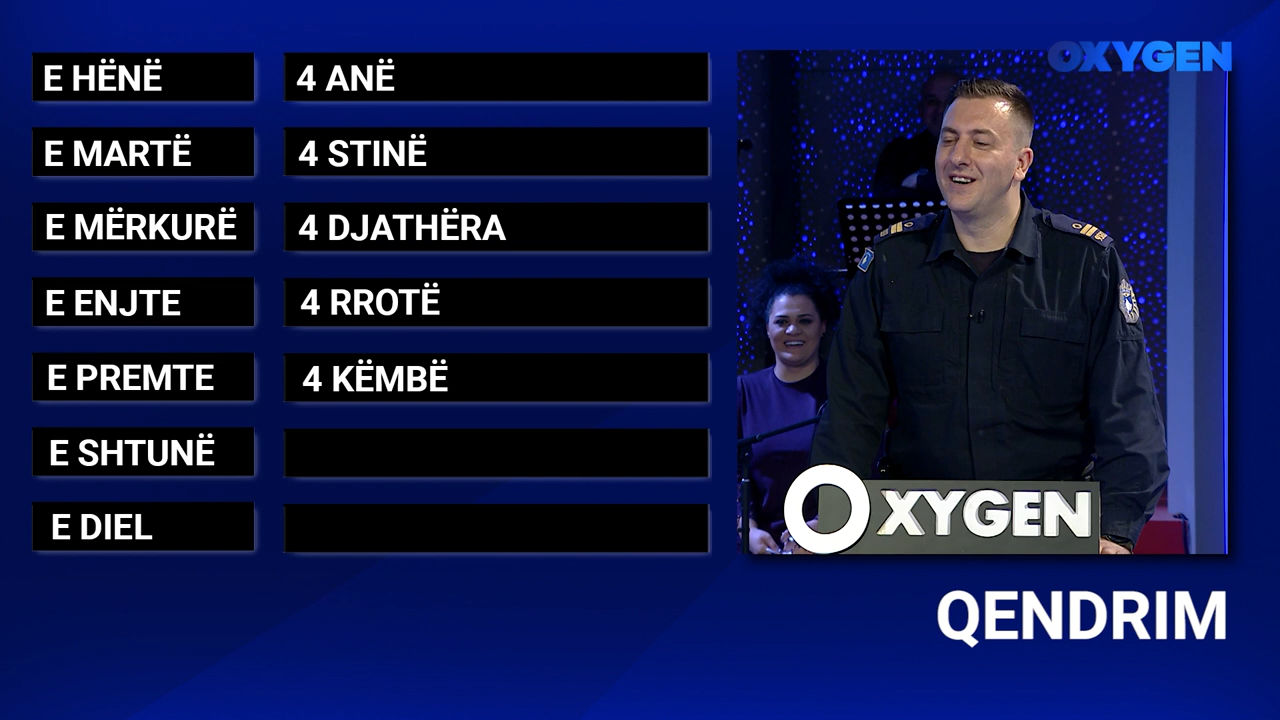 OXYGEN
E HËNË 4 ANË
E MARTË 4 STINË
E MËRKURË 4 DJATHËRA
E ENJTE 4 RROTË
E PREMTE 4 KËMBË
E SHTUNË
E DIEL
OXYGEN
QENDRIM